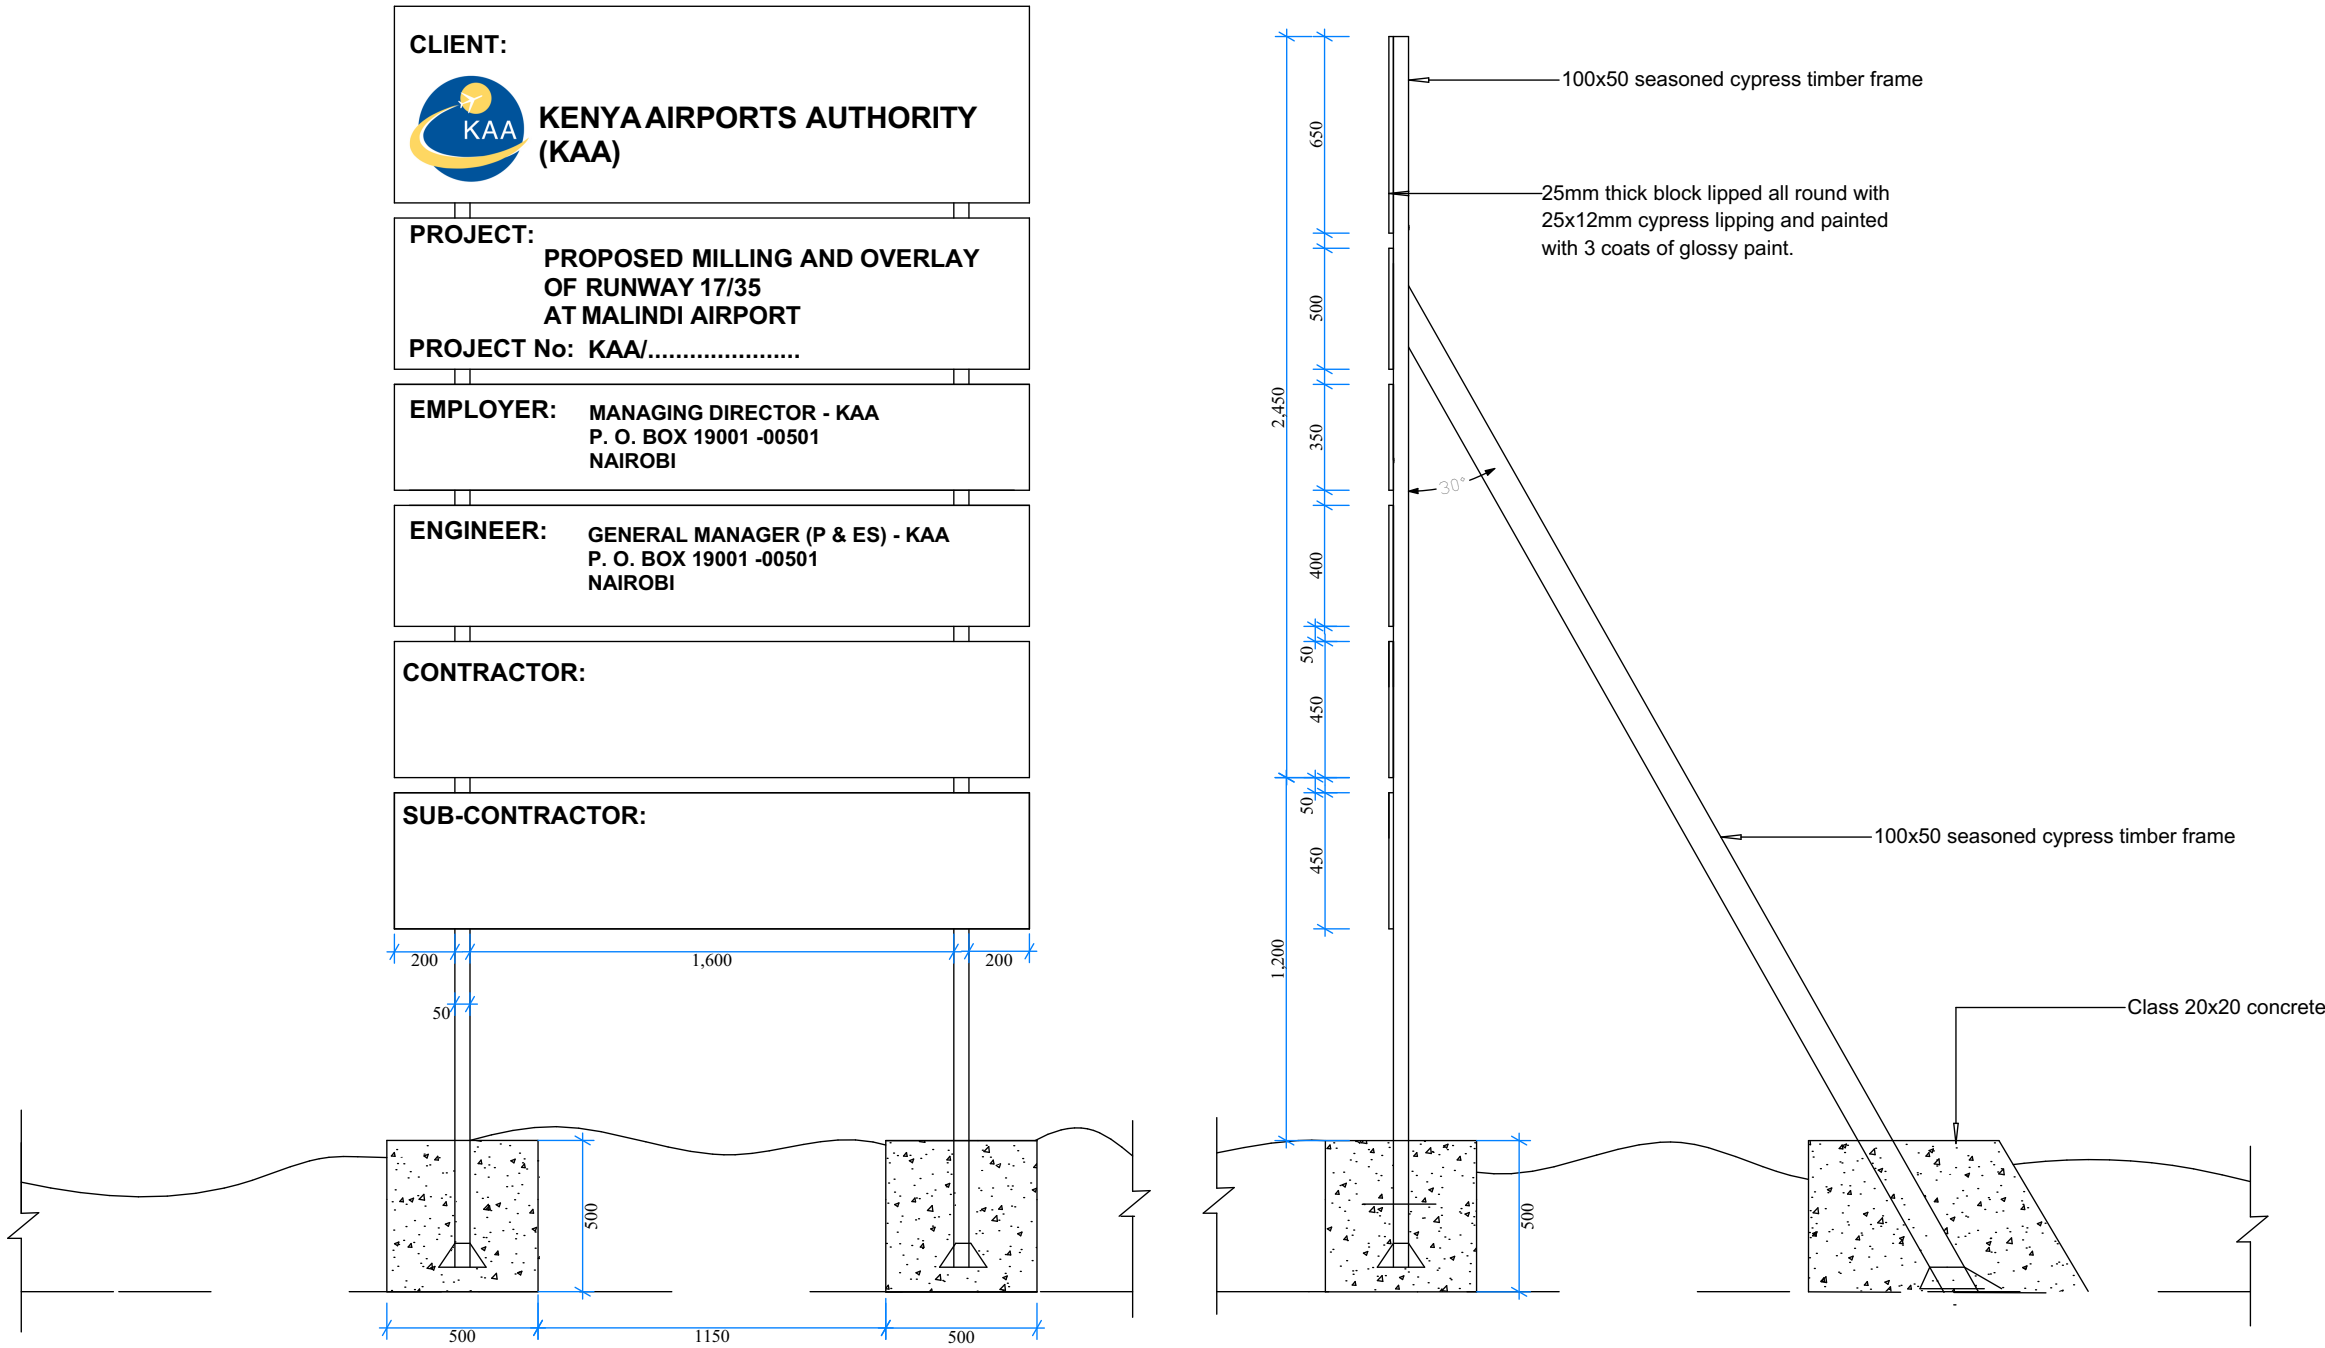 CLIENT:
KAA
KENYA AIRPORTS AUTHORITY
(KAA)
PROJECT:
PROPOSED MILLING AND OVERLAY
OF RUNWAY 17/35
AT MALINDI AIRPORT
PROJECT No: KAA/......................
EMPLOYER:
MANAGING DIRECTOR - KAA
P. O. BOX 19001 -00501
NAIROBI
ENGINEER:
GENERAL MANAGER (P & ES) - KAA
P. O. BOX 19001 -00501
NAIROBI
CONTRACTOR:
SUB-CONTRACTOR:
200
1,600
200
50
500
500
1150
500
100x50 seasoned cypress timber frame
25mm thick block lipped all round with
25x12mm cypress lipping and painted
with 3 coats of glossy paint.
650
500
2,450
350
30°
400
50
450
50
450
1,200
100x50 seasoned cypress timber frame
Class 20x20 concrete
500